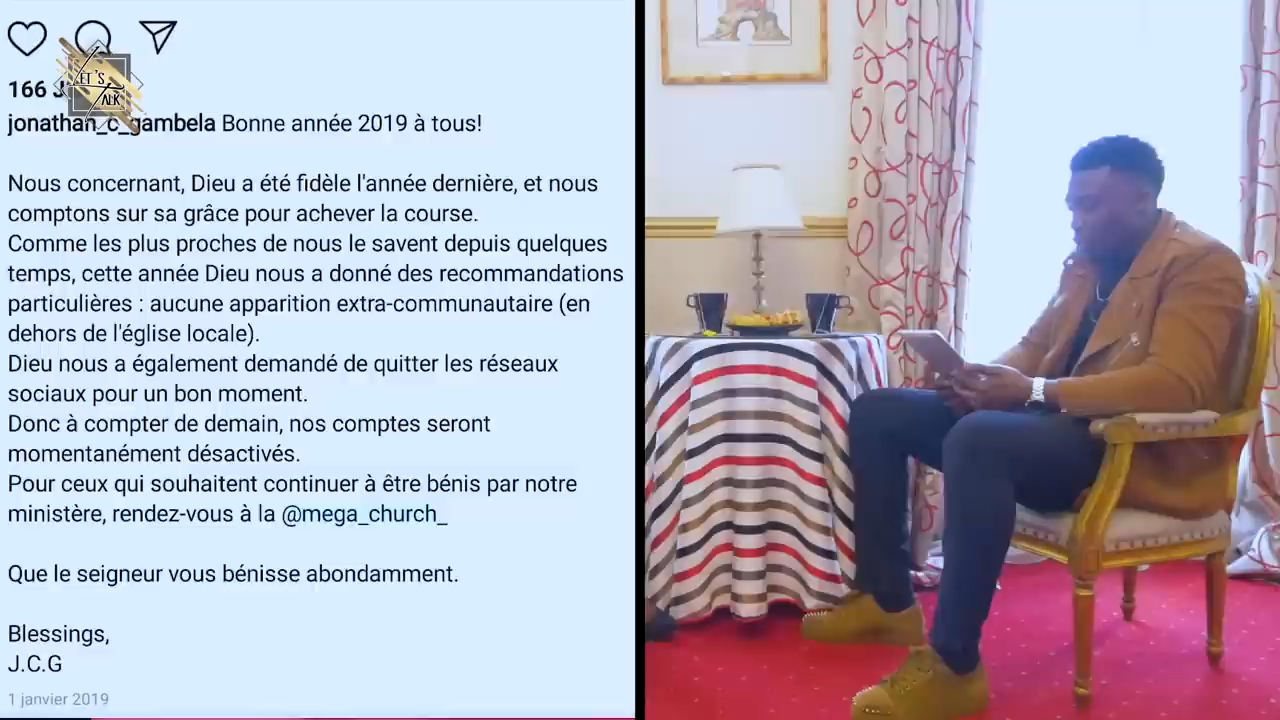 LET'S
TALK
166 J
jonathan_c_gambela Bonne année 2019 à tous!
Nous concernant, Dieu a été fidèle l'année dernière, et nous
comptons sur sa grâce pour achever la course.
Comme les plus proches de nous le savent depuis quelques
temps, cette année Dieu nous a donné des recommandations
particulières : aucune apparition extra-communautaire (en
dehors de l'église locale).
Dieu nous a également demandé de quitter les réseaux
sociaux pour un bon moment.
Donc à compter de demain, nos comptes seront
momentanément désactivés.
Pour ceux qui souhaitent continuer à être bénis par notre
ministère, rendez-vous à la @mega_church_
Que le seigneur vous bénisse abondamment.
Blessings,
J.C.G
1 janvier 2019